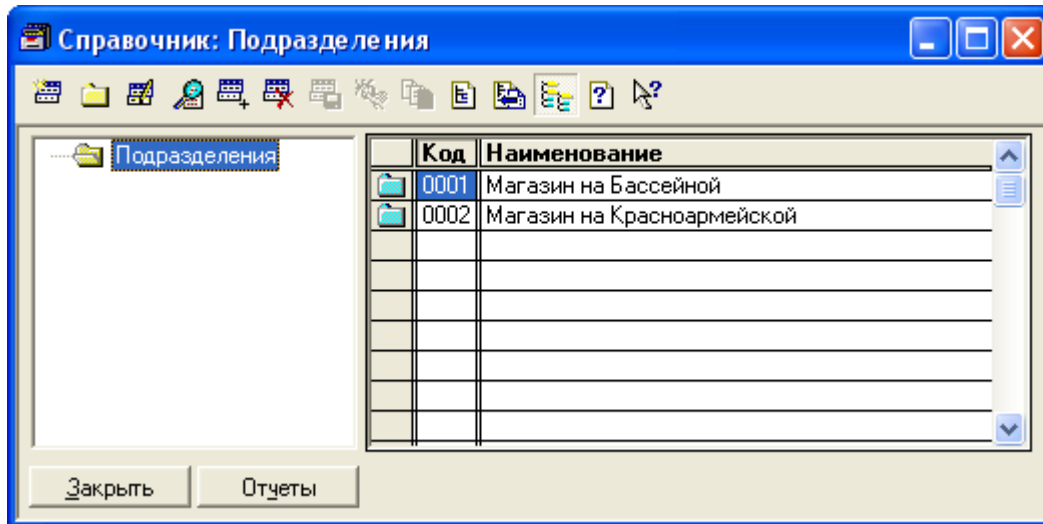 Справочник: Подразделения
Подразделения
Код Наименование
0001 Магазин на Бассейной
0002 Магазин на Красноармейской
Закрыть Отчеты